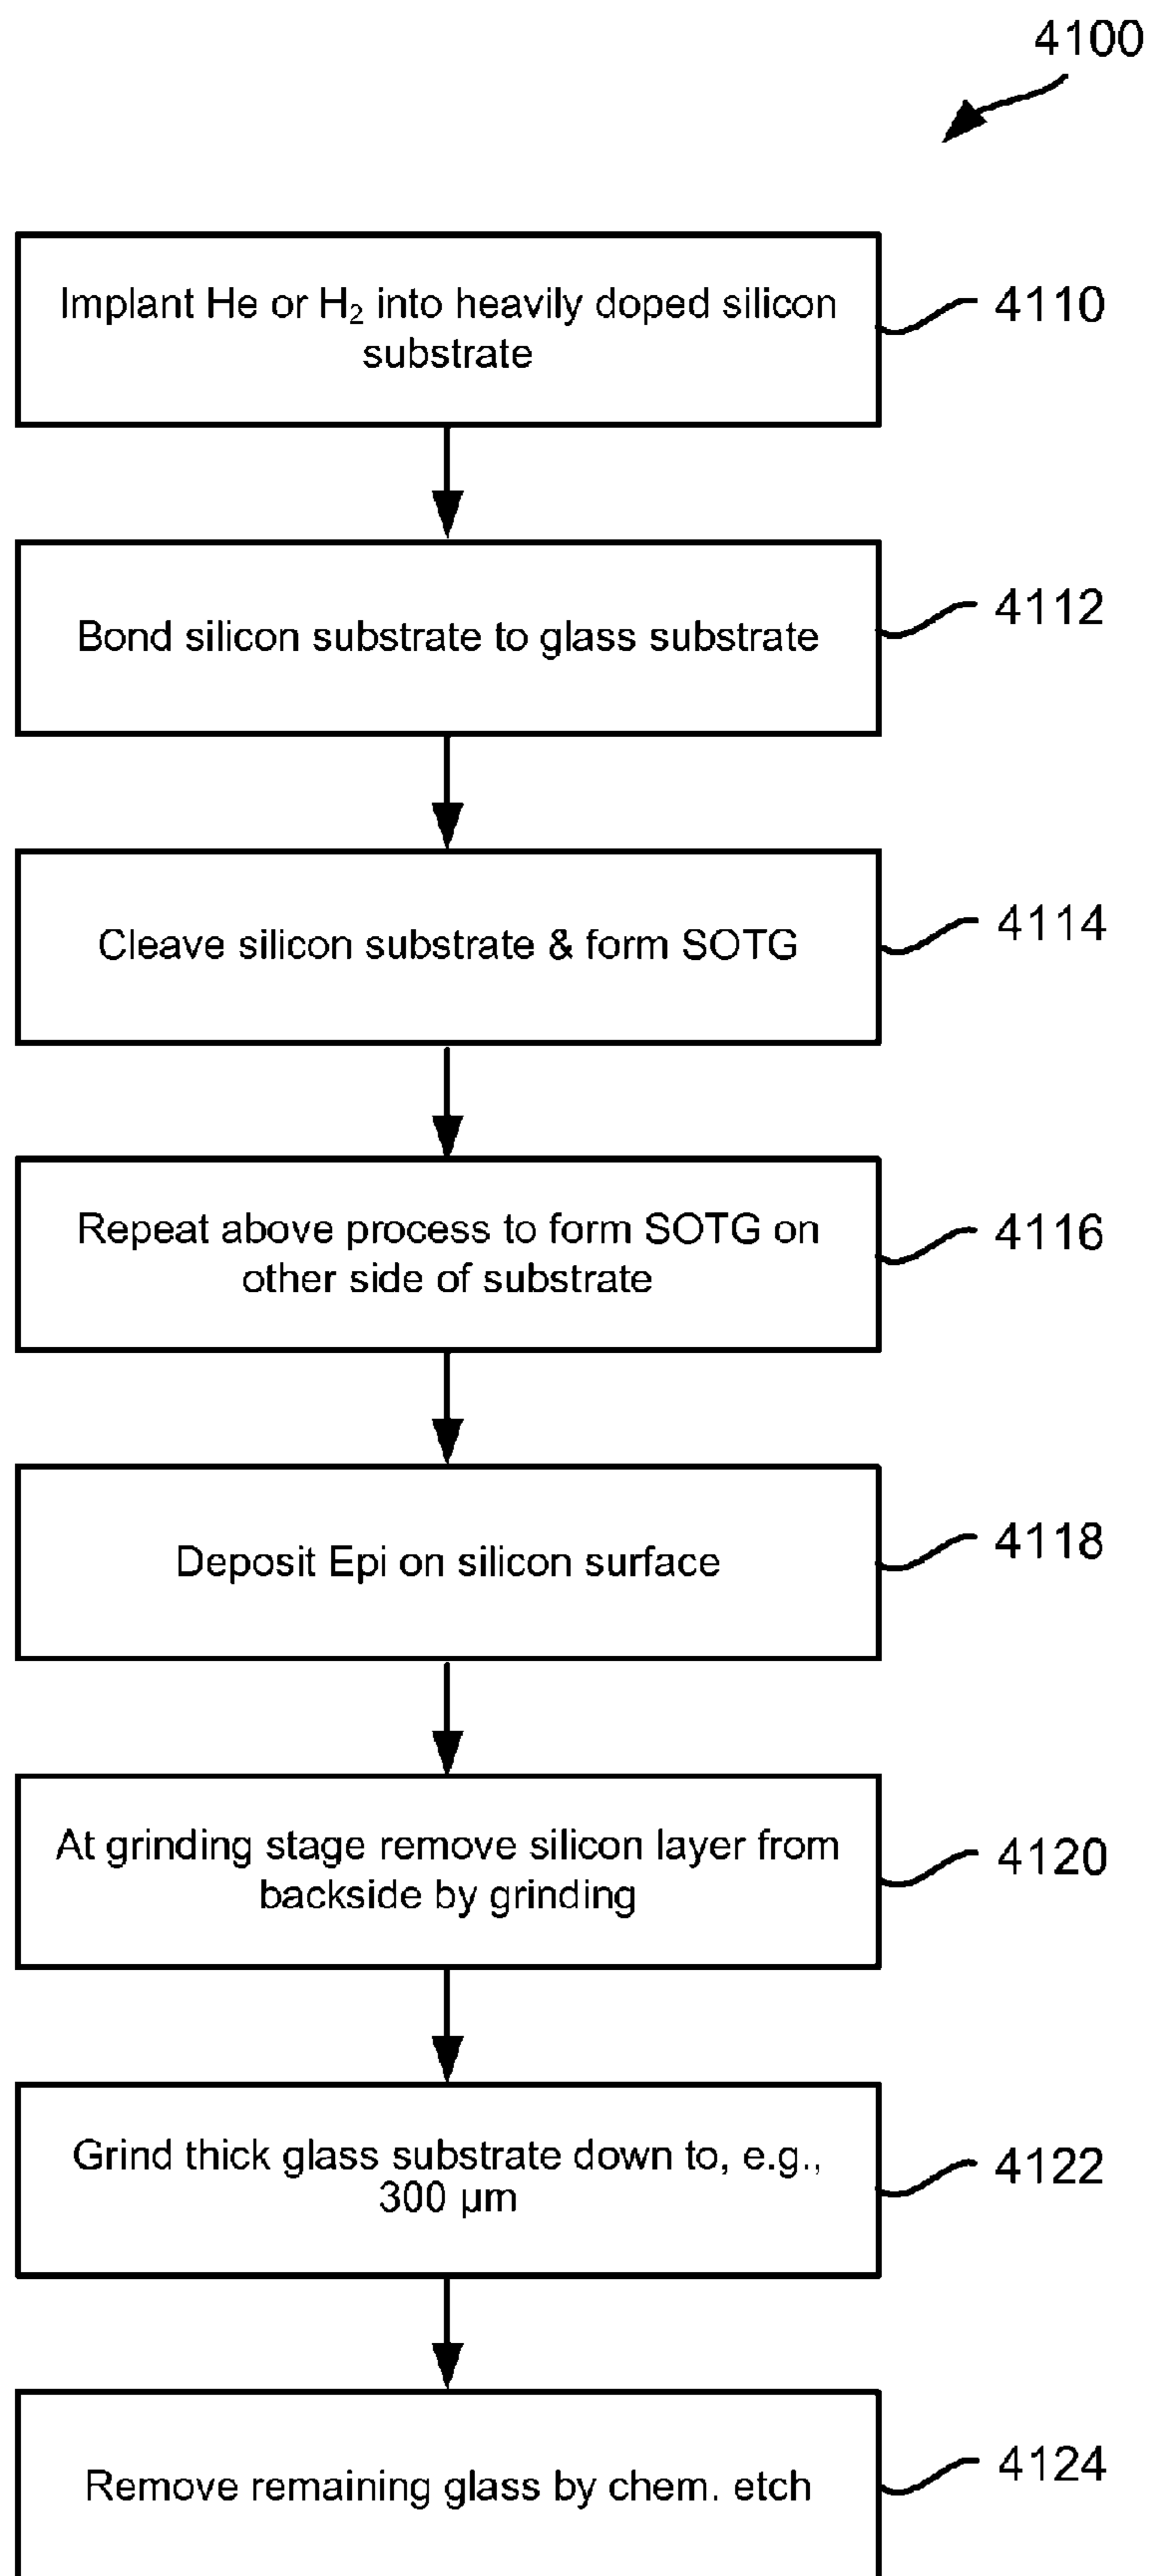 4100
Implant He or H₂ into heavily doped silicon
substrate
4110
Bond silicon substrate to glass substrate
4112
Cleave silicon substrate & form SOTG
4114
Repeat above process to form SOTG on
other side of substrate
4116
Deposit Epi on silicon surface
4118
At grinding stage remove silicon layer from
backside by grinding
4120
Grind thick glass substrate down to, e.g.,
300 µm
4122
Remove remaining glass by chem. etch
4124